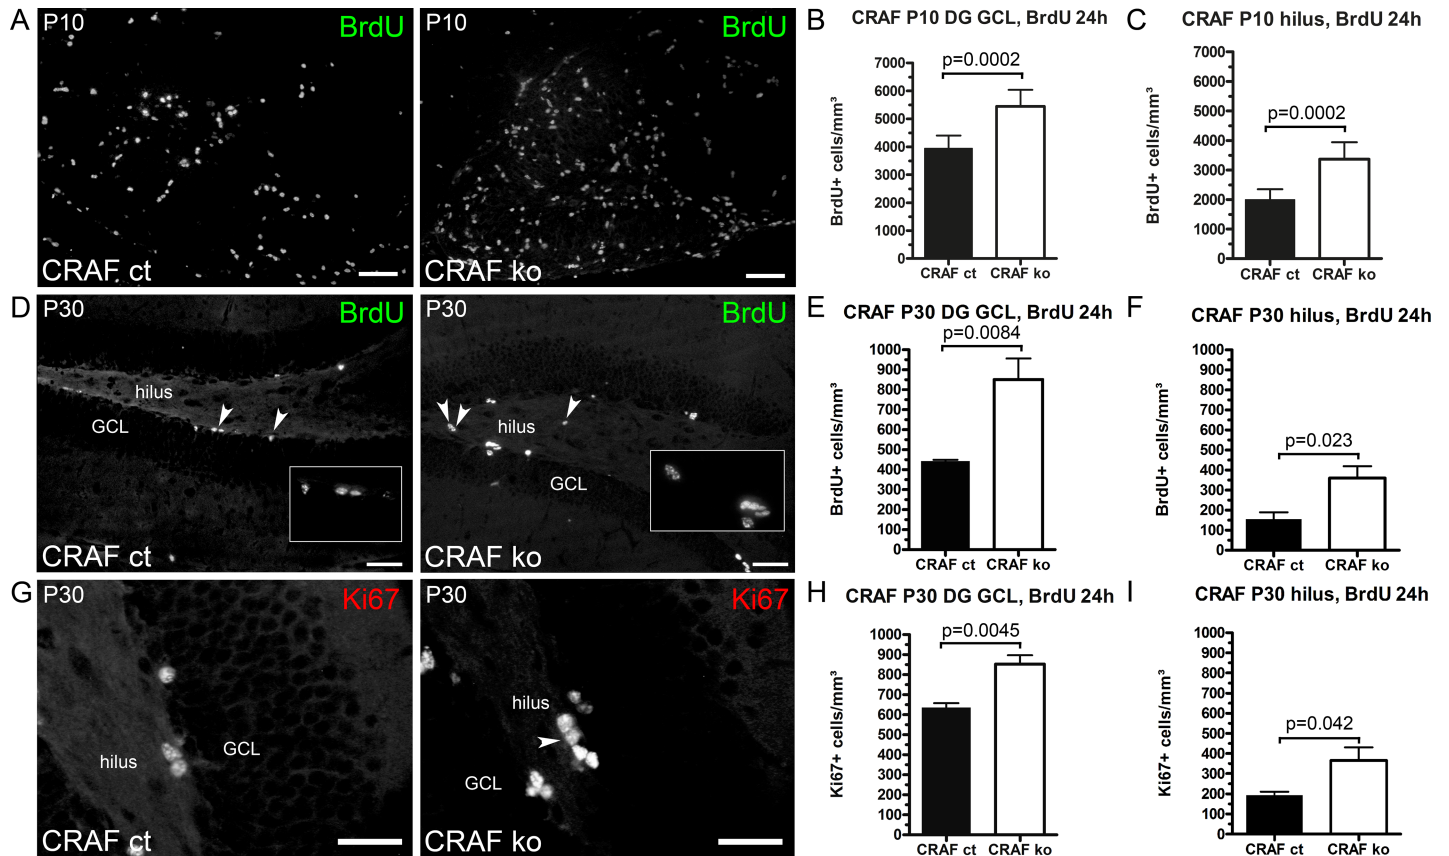 A
P10
BrdU
CRAF ct
P10
BrdU
CRAF ko
B
CRAF P10 DG GCL, BrdU 24h
p=0.0002
BrdU+ cells/mm³
7000
6000
5000
4000
3000
2000
1000
0
CRAF ct
CRAF ko
C
CRAF P10 hilus, BrdU 24h
p=0.0002
BrdU+ cells/mm³
7000
6000
5000
4000
3000
2000
1000
0
CRAF ct
CRAF ko
D
P30
BrdU
hilus
GCL
CRAF ct
P30
BrdU
hilus
GCL
CRAF ko
E
CRAF P30 DG GCL, BrdU 24h
p=0.0084
BrdU+ cells/mm³
1000
900
800
700
600
500
400
300
200
100
0
CRAF ct
CRAF ko
F
CRAF P30 hilus, BrdU 24h
p=0.023
BrdU+ cells/mm³
1000
900
800
700
600
500
400
300
200
100
0
CRAF ct
CRAF ko
G
P30
Ki67
hilus
GCL
CRAF ct
P30
Ki67
hilus
GCL
CRAF ko
H
CRAF P30 DG GCL, BrdU 24h
p=0.0045
Ki67+ cells/mm³
1000
900
800
700
600
500
400
300
200
100
0
CRAF ct
CRAF ko
I
CRAF P30 hilus, BrdU 24h
p=0.042
Ki67+ cells/mm³
1000
900
800
700
600
500
400
300
200
100
0
CRAF ct
CRAF ko